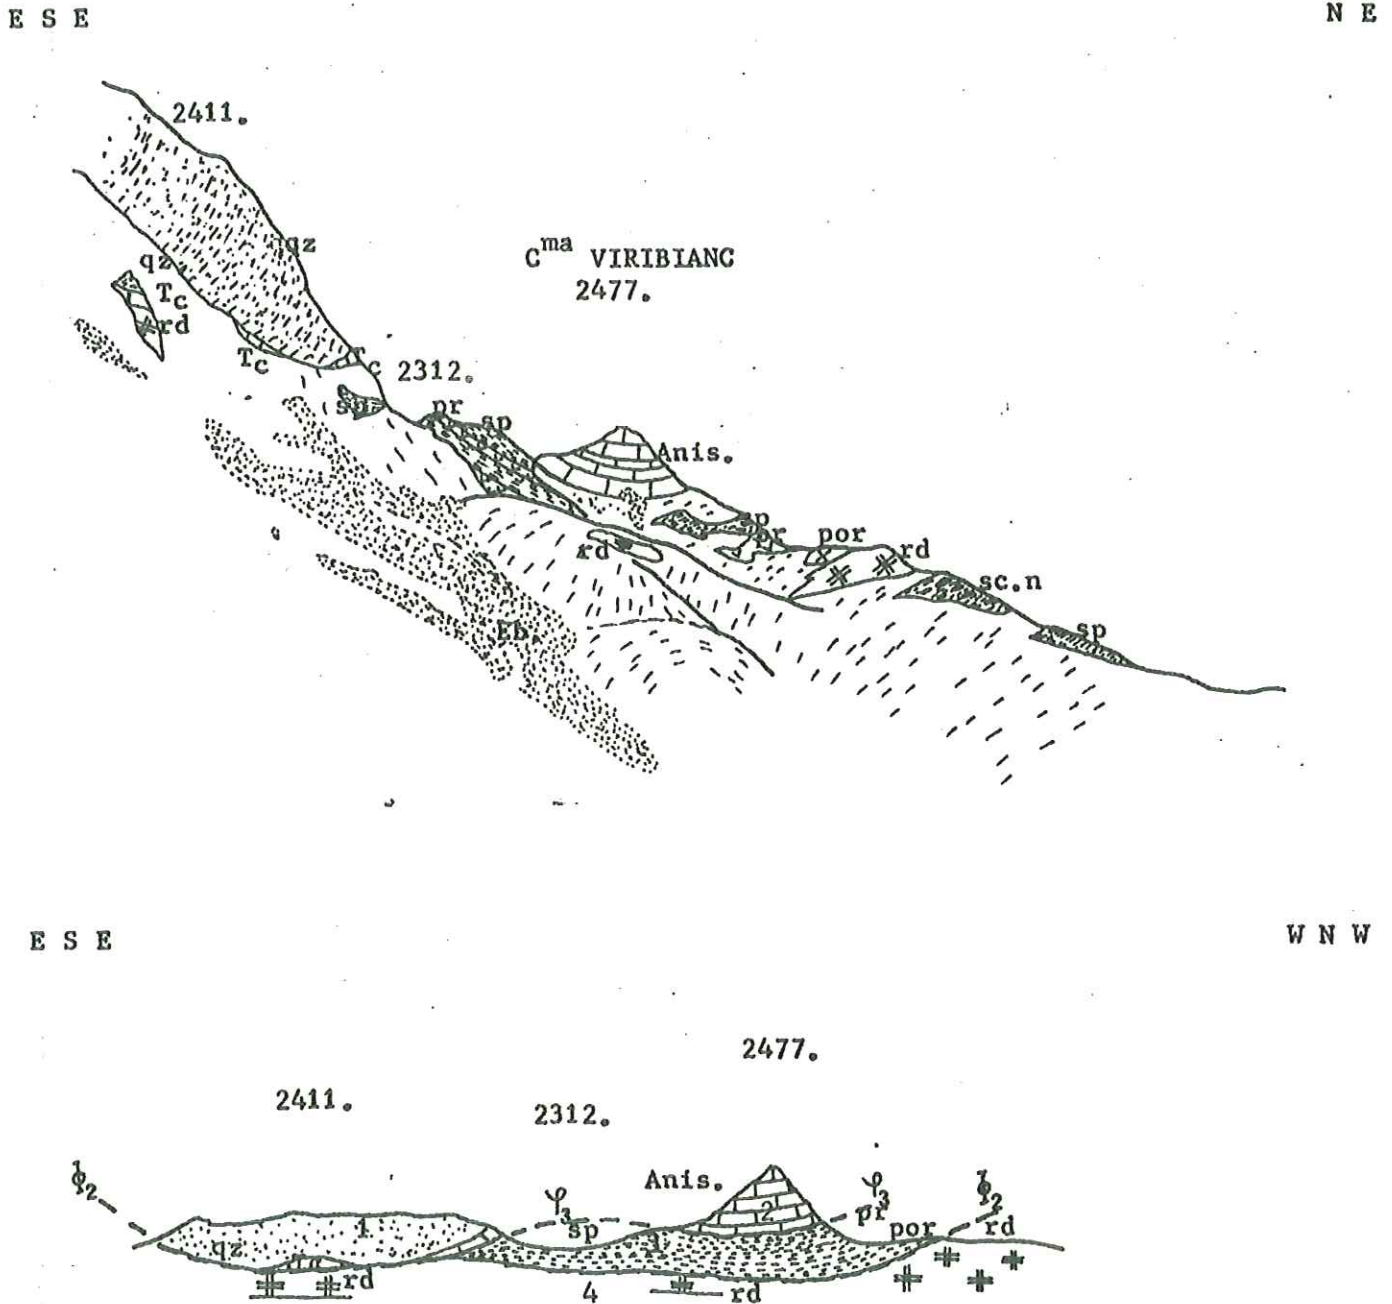 E S E N E
2411.
qz
Cma VIRIBIANC
2477.
qz
Tc
rd
Tc Tc 2312.
sp pr sp
Anis.
sp
pr por rd
rd
sc.n
sp
Eb.
E S E W N W
2477.
2411.
2312.
ϕ2 Anis. φ3 ϕ2
φ3
sp 2 pr por rd
1 3
qz
rd 4 rd